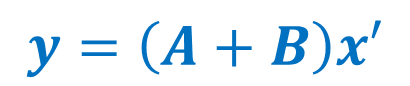 y = (A + B)x′